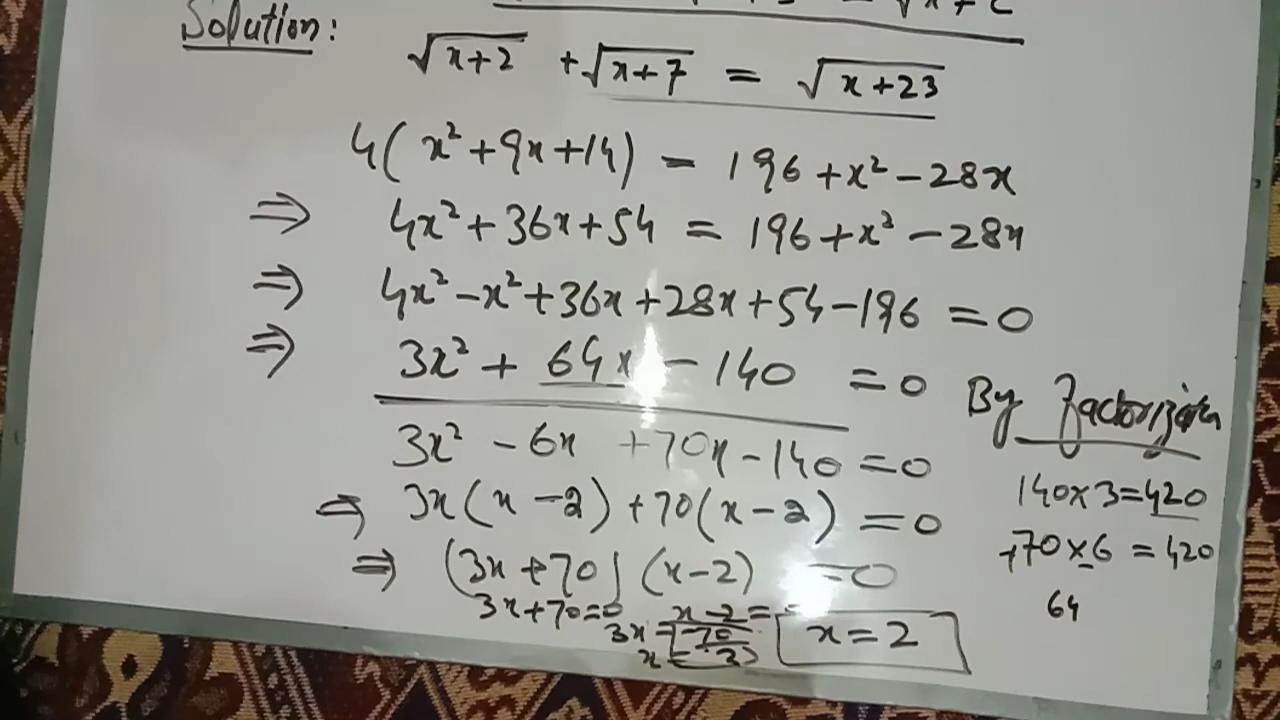 Solution:
√x+2 + √x+7 = √x+23
4(x²+9x+14) = 196+x²-28x
⇒ 4x²+36x+54 = 196+x²-28x
⇒ 4x²-x²+36x+28x+54-196 = 0
⇒ 3x² + 64x - 140 = 0
By Factorization
3x² - 6x + 70x - 140 = 0
140×3=420
⇒ 3x(x-2) + 70(x-2) = 0
+70×6 = 420
⇒ (3x+70)(x-2) = 0
64
3x+70=0
x-2=
3x = -70
x=2